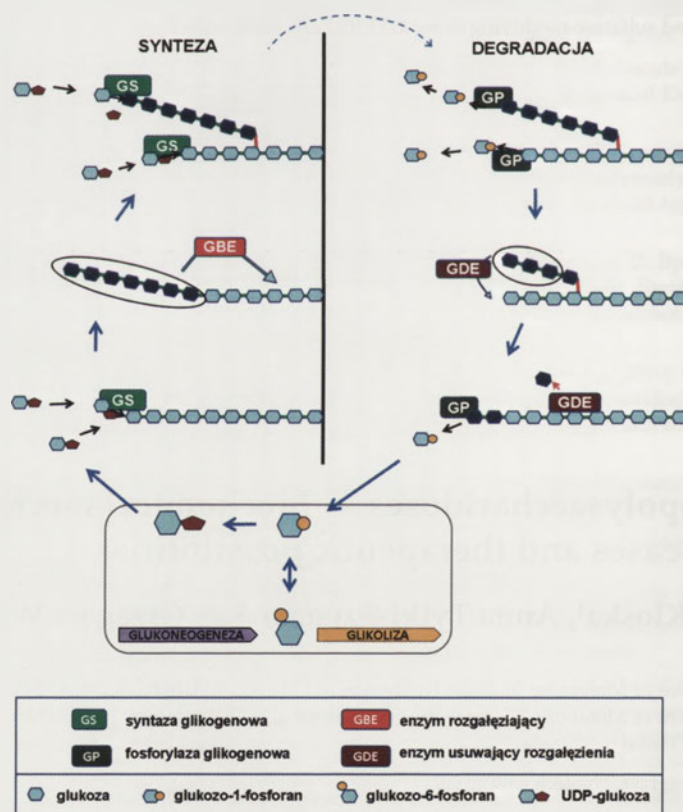 SYNTEZA
DEGRADACJA
GS
GP
GS
GP
GBE
GDE
GS
GP
GDE
GLUKONEOGENEZA
GLIKOLIZA
GS syntaza glikogenowa
GBE enzym rozgałęziający
GP fosforylaza glikogenowa
GDE enzym usuwający rozgałęzienia
glukoza
glukozo-1-fosforan
glukozo-6-fosforan
UDP-glukoza